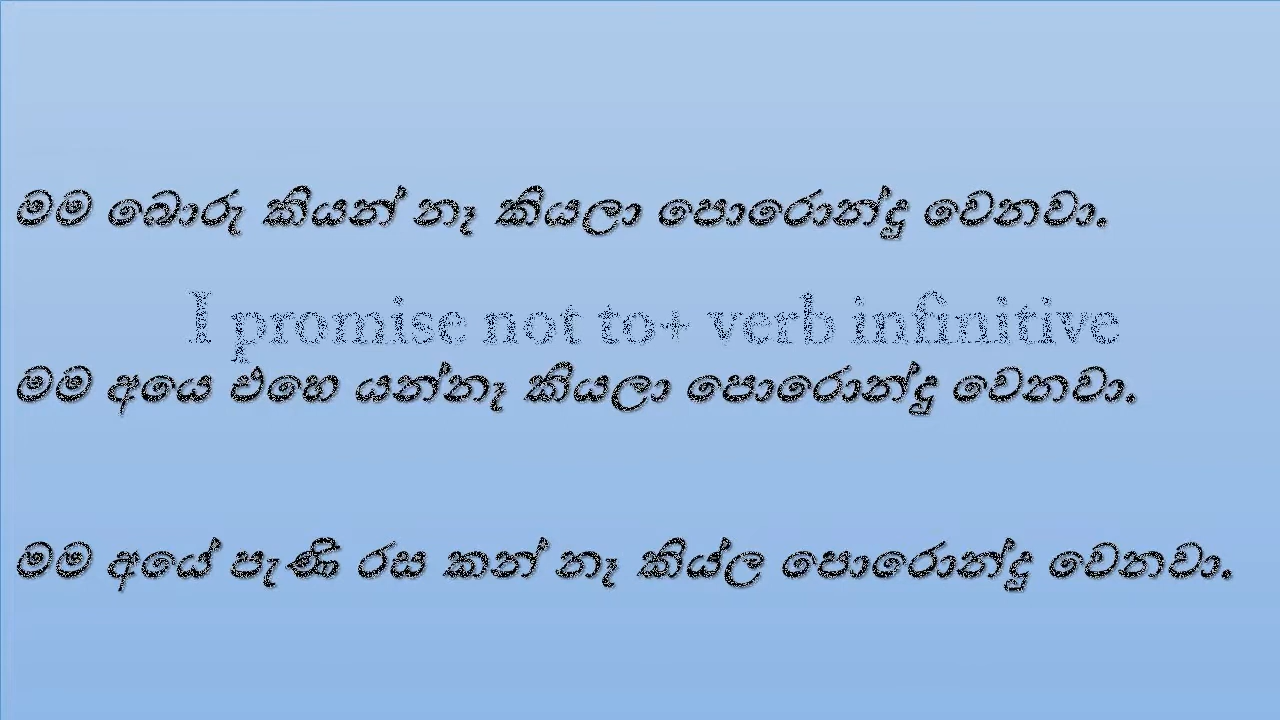 මම බොරු කියන් නෑ කියලා පොරොන්දු වෙනවා.
I promise not to+ verb infinitive
මම අයෙ එහෙ යන්නෑ කියලා පොරොන්දු වෙනවා.
මම අයේ පැණි රස කන් නෑ කිය්ල පොරොන්දු වෙනවා.